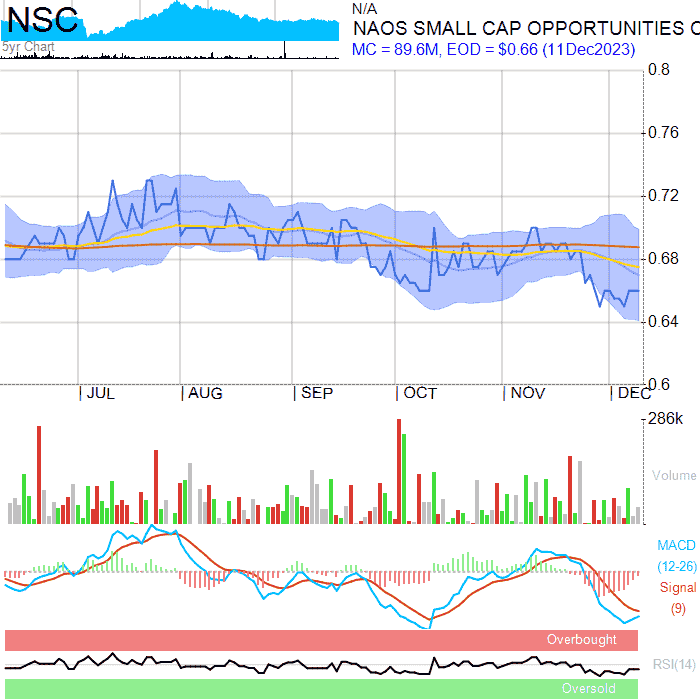 NSC
5yr Chart
N/A
NAOS SMALL CAP OPPORTUNITIES C
MC = 89.6M, EOD = $0.66 (11Dec2023)
0.8
0.76
0.72
0.68
0.64
0.6
| JUL | AUG | SEP | OCT | NOV | DEC
286k
Volume
MACD
(12-26)
Signal
(9)
Overbought
RSI(14)
Oversold